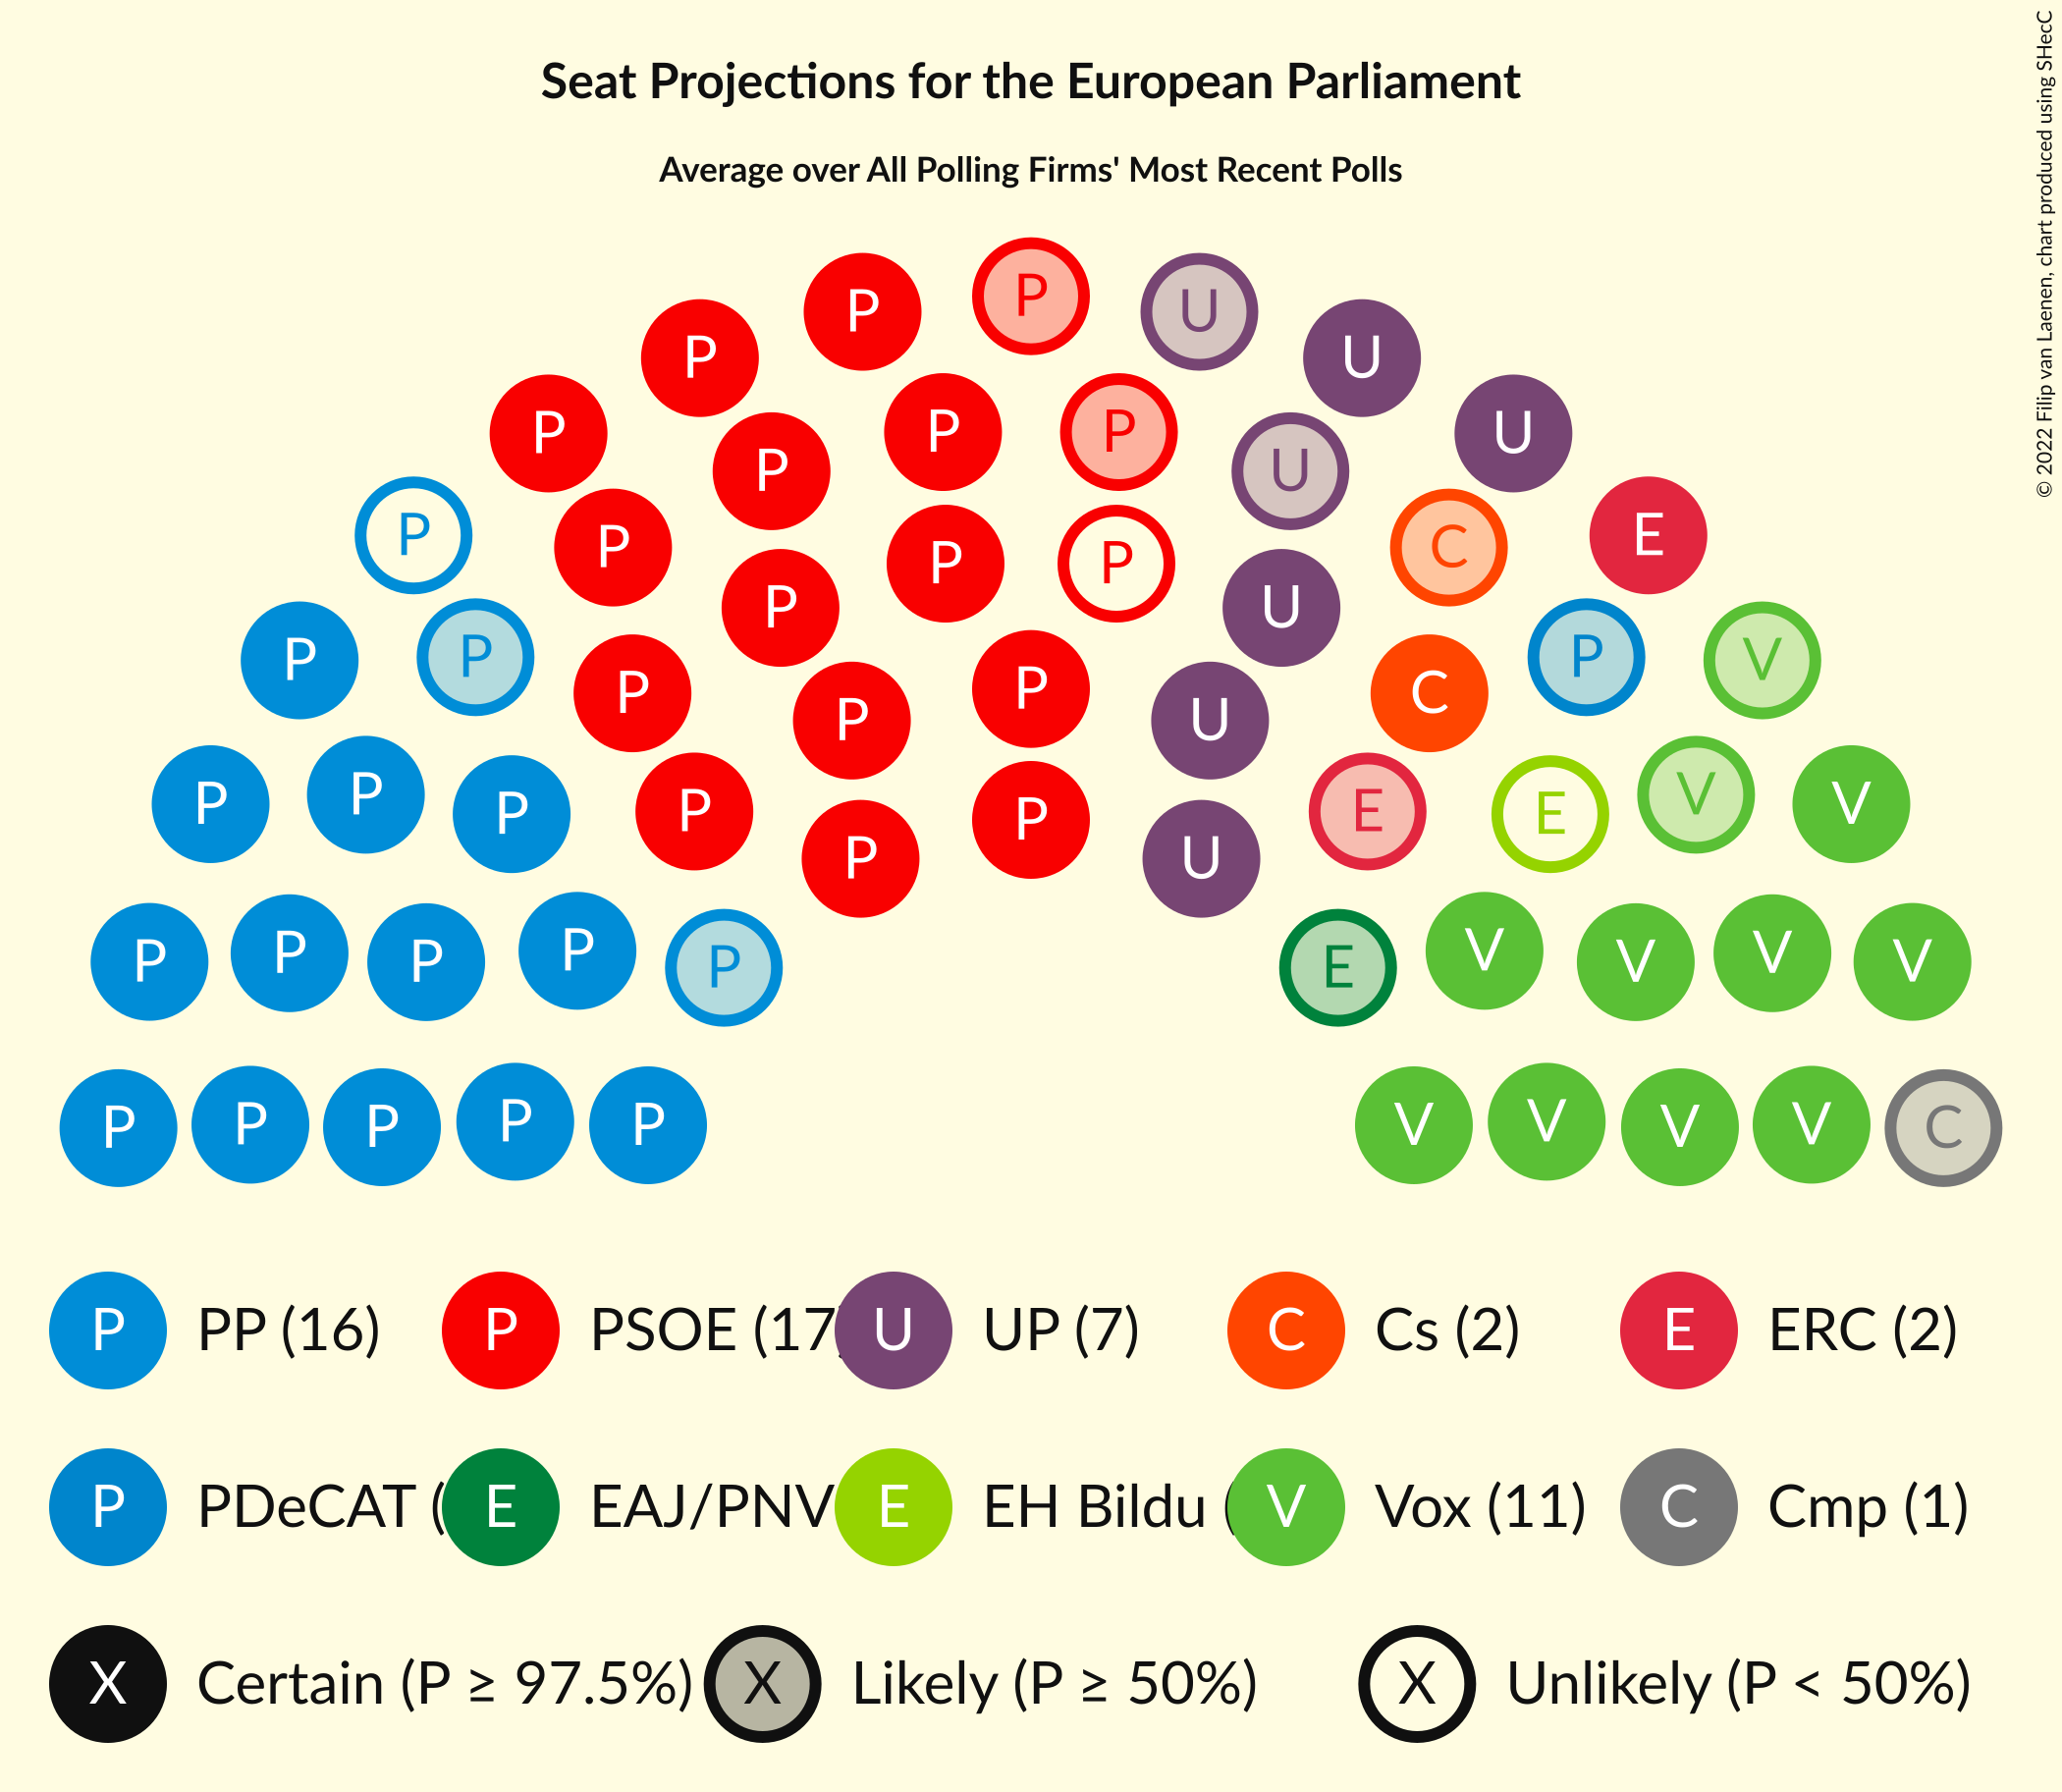 Seat Projections for the European Parliament
Average over All Polling Firms' Most Recent Polls
© 2022 Filip van Laenen, chart produced using SHecC
P P P U U
P P P U U
P P P P U C E
P P P P U P V
P P P P P U C V
P P P P P U E E V V
P P P P P E V V V V
P P P P P V V V V C
P PP (16) P PSOE (17 U UP (7) C Cs (2) E ERC (2)
P PDeCAT ( E EAJ/PNV E EH Bildu ( V Vox (11) C Cmp (1)
X Certain (P ≥ 97.5%) X Likely (P ≥ 50%) X Unlikely (P < 50%)